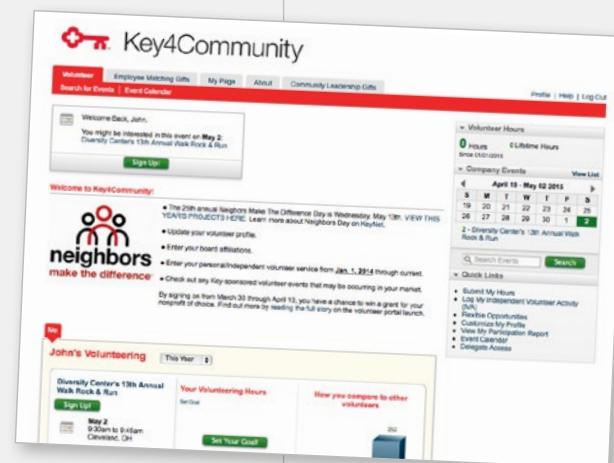 Key4Community
Volunteer Employee Matching Gifts My Page About Community Leadership Gifts
Search for Events | Event Calendar
Profile | Help | Log Out
Welcome Back, John.
You might be interested in this event on May 2:
Diversity Center's 13th Annual Walk Rock & Run
Sign Up!
Welcome to Key4Community!
neighbors
make the difference
• The 25th annual Neighbors Make The Difference Day is Wednesday, May 13th. VIEW THIS
YEARS PROJECTS HERE. Learn more about Neighbors Day on KeyNet.
• Update your volunteer profile.
• Enter your board affiliations.
• Enter your personal/independent volunteer service from Jan. 1, 2014 through current.
• Check out any Key-sponsored volunteer events that may be occurring in your market.
By signing on from March 30 through April 10, you have a chance to win a grant for your
nonprofit of choice. Find out more by reading the full story on the volunteer portal launch.
Volunteer Hours
0 Hours 0 Lifetime Hours
Since 01/01/2015
Company Events View List
April 19 - May 02 2015
S M T W T F S
19 20 21 22 23 24 25
26 27 28 29 30 1 2
2 - Diversity Center's 13th Annual Walk
Rock & Run
Search Events Search
Quick Links
• Submit My Hours
• Log My Independent Volunteer Activity
(IVA)
• Flexible Opportunities
• Customize My Profile
• View My Participation Report
• Event Calendar
• Delegate Access
Me
John's Volunteering This Year
Diversity Center's 13th Annual
Walk Rock & Run
Sign Up!
May 2
9:30am to 9:45am
Cleveland, OH
Your Volunteering Hours
Set Goal
Set Your Goal!
How you compare to other
volunteers